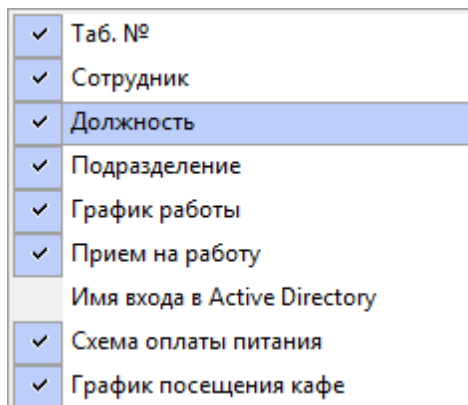 Таб. №
Сотрудник
Должность
Подразделение
График работы
Прием на работу
Имя входа в Active Directory
Схема оплаты питания
График посещения кафе